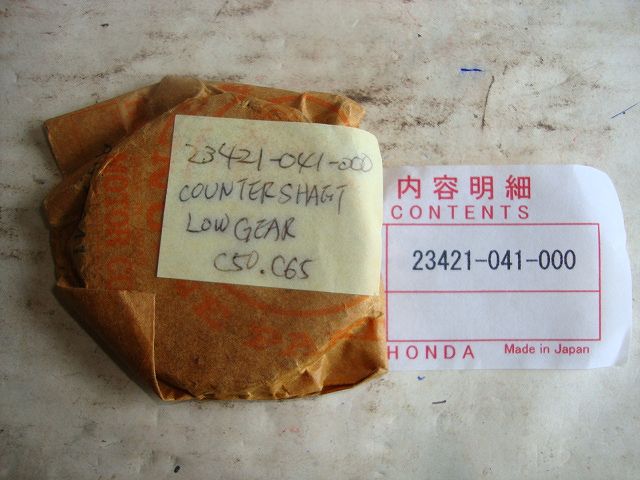 23421-041-000
COUNTERSHAFT
LOW GEAR
C50.C65
内容明細
CONTENTS
23421-041-000
HONDA Made in Japan